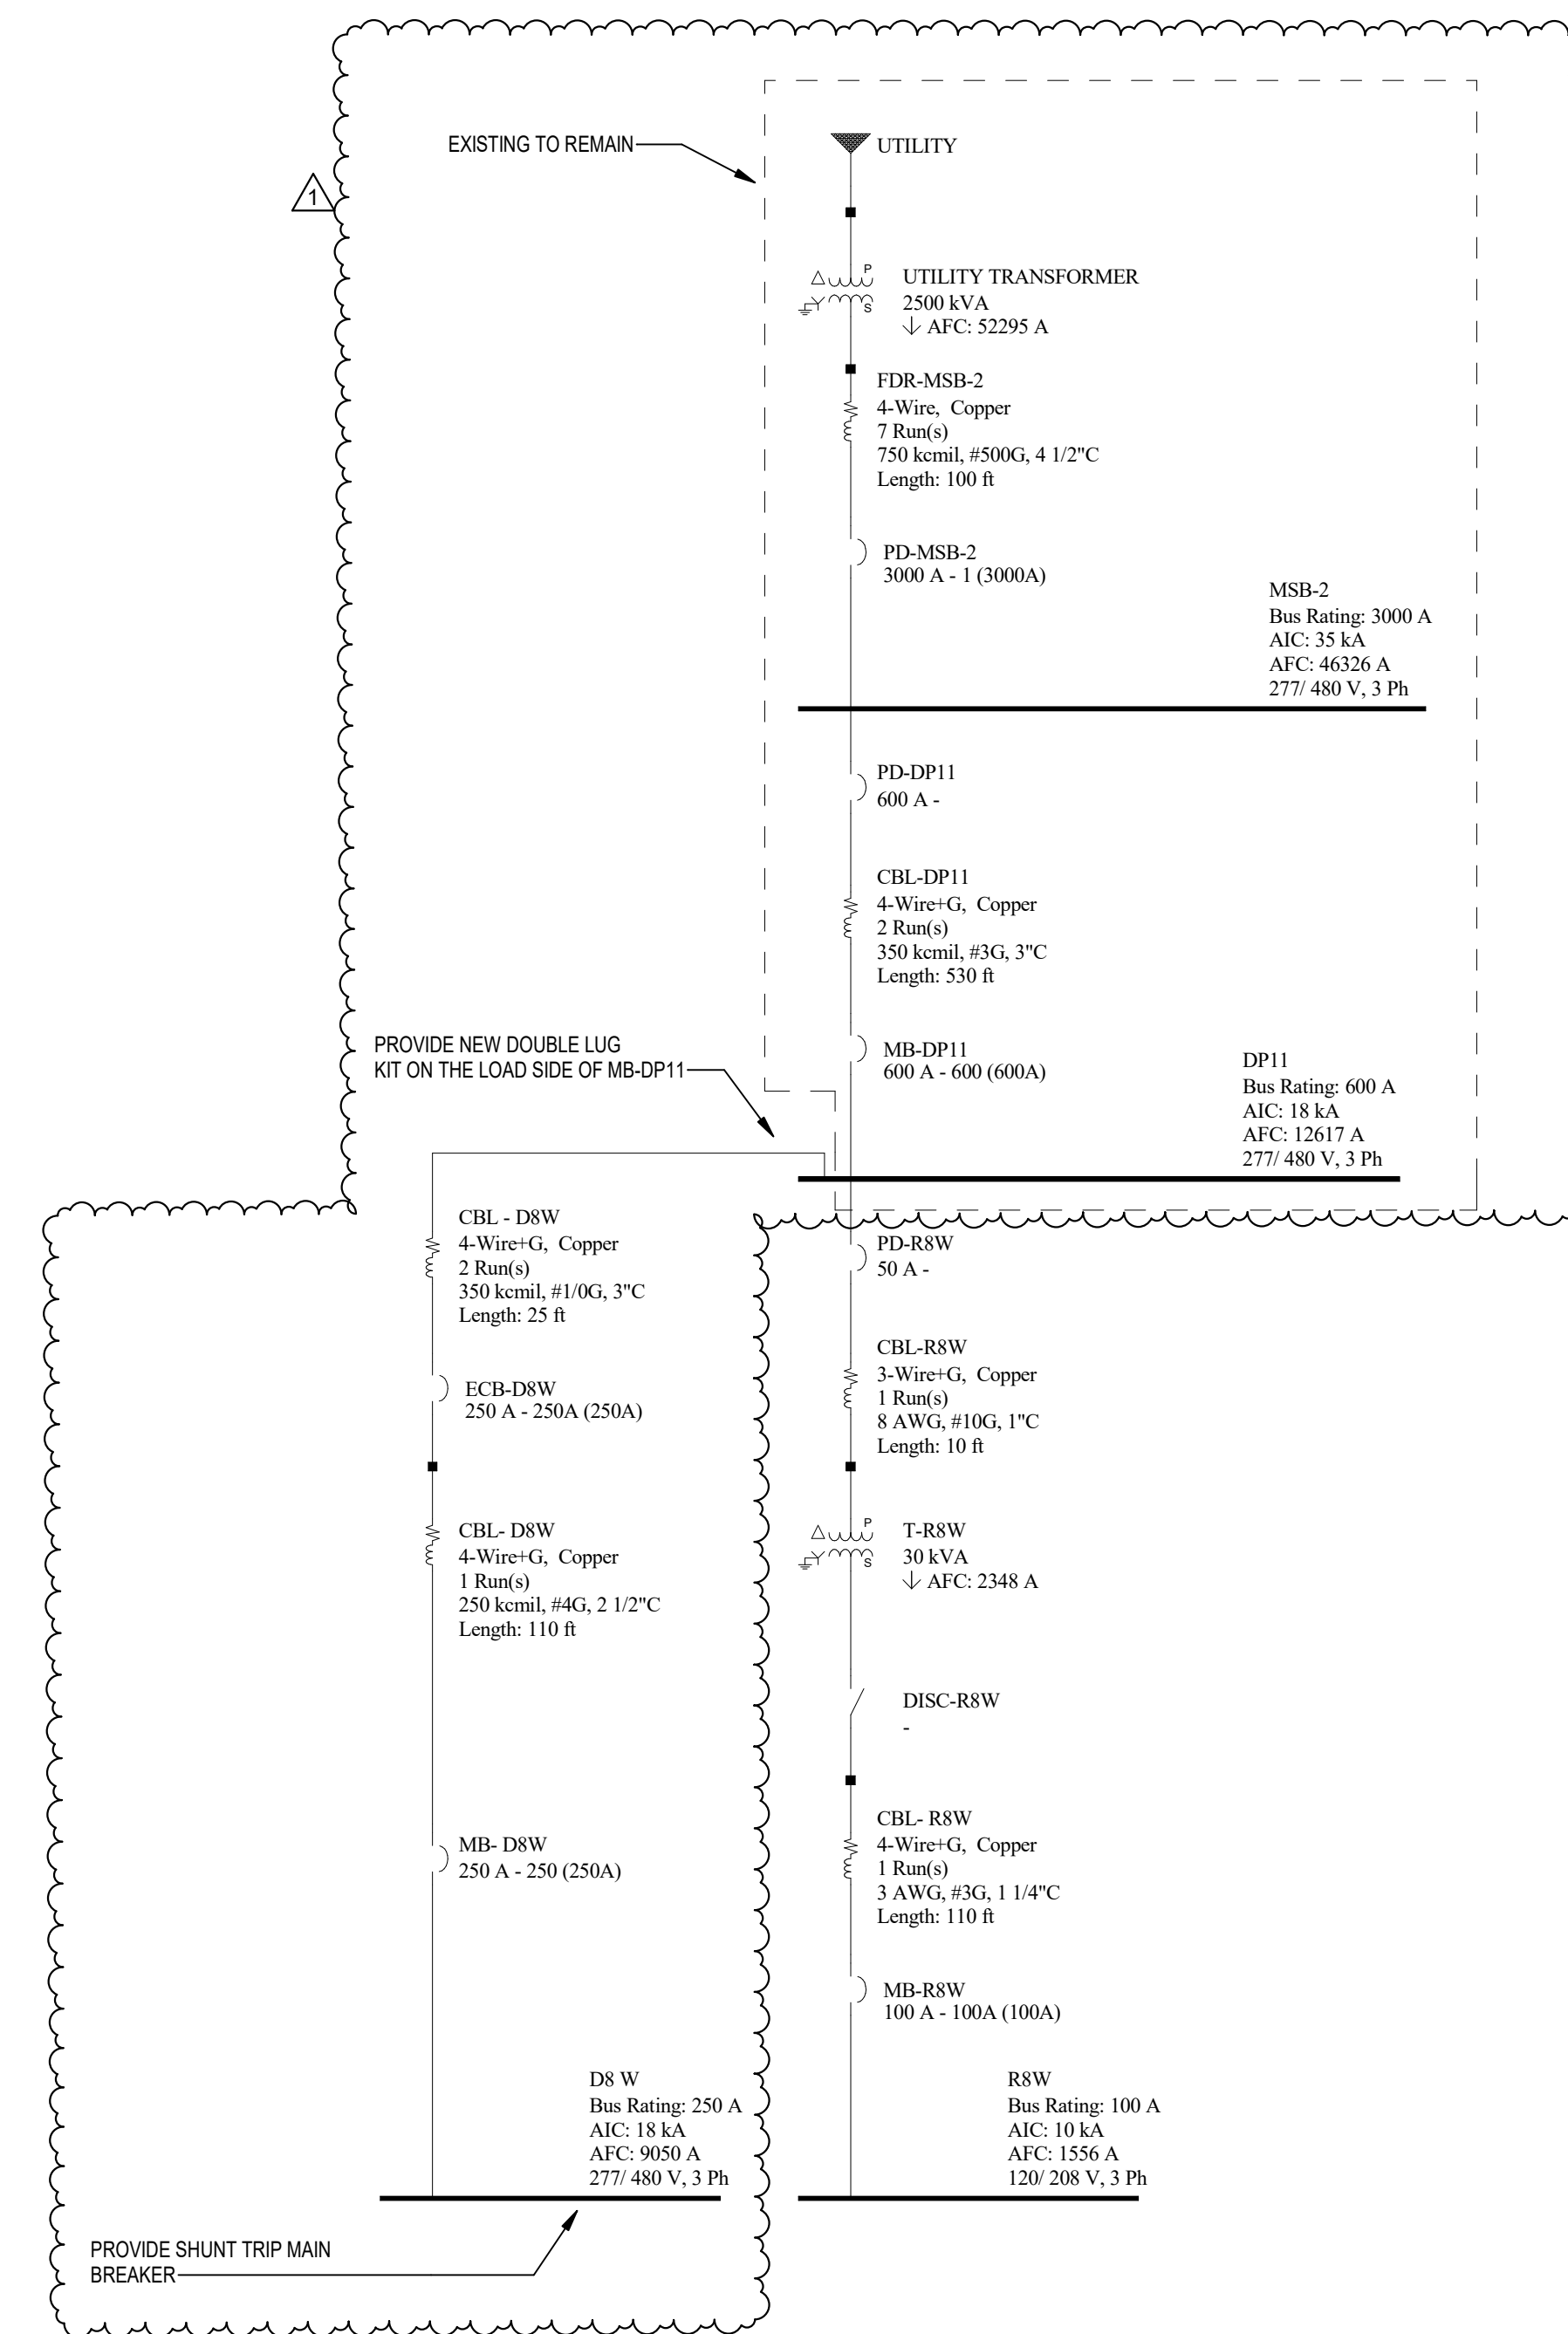 EXISTING TO REMAIN
UTILITY
1
P
S
UTILITY TRANSFORMER
2500 kVA
↓ AFC: 52295 A
FDR-MSB-2
4-Wire, Copper
7 Run(s)
750 kcmil, #500G, 4 1/2"C
Length: 100 ft
PD-MSB-2
3000 A - 1 (3000A)
MSB-2
Bus Rating: 3000 A
AIC: 35 kA
AFC: 46326 A
277/ 480 V, 3 Ph
PD-DP11
600 A -
CBL-DP11
4-Wire+G, Copper
2 Run(s)
350 kcmil, #3G, 3"C
Length: 530 ft
PROVIDE NEW DOUBLE LUG
KIT ON THE LOAD SIDE OF MB-DP11
MB-DP11
600 A - 600 (600A)
DP11
Bus Rating: 600 A
AIC: 18 kA
AFC: 12617 A
277/ 480 V, 3 Ph
CBL - D8W
4-Wire+G, Copper
2 Run(s)
350 kcmil, #1/0G, 3"C
Length: 25 ft
ECB-D8W
250 A - 250A (250A)
CBL- D8W
4-Wire+G, Copper
1 Run(s)
250 kcmil, #4G, 2 1/2"C
Length: 110 ft
MB- D8W
250 A - 250 (250A)
D8 W
Bus Rating: 250 A
AIC: 18 kA
AFC: 9050 A
277/ 480 V, 3 Ph
PROVIDE SHUNT TRIP MAIN
BREAKER
PD-R8W
50 A -
CBL-R8W
3-Wire+G, Copper
1 Run(s)
8 AWG, #10G, 1"C
Length: 10 ft
P
S
T-R8W
30 kVA
↓ AFC: 2348 A
DISC-R8W
-
CBL- R8W
4-Wire+G, Copper
1 Run(s)
3 AWG, #3G, 1 1/4"C
Length: 110 ft
MB-R8W
100 A - 100A (100A)
R8W
Bus Rating: 100 A
AIC: 10 kA
AFC: 1556 A
120/ 208 V, 3 Ph